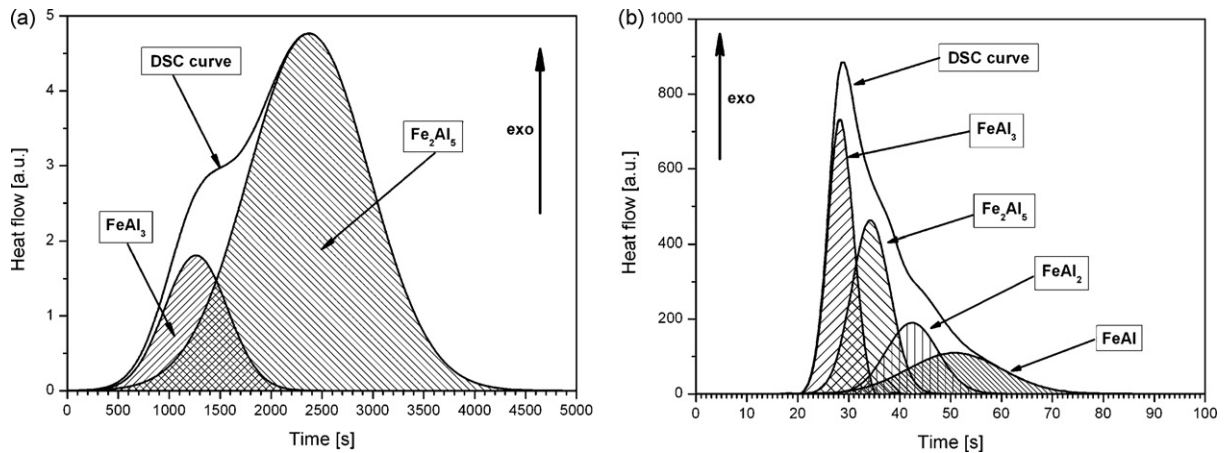 (a)
5
4
3
2
1
0
Heat flow [a.u.]
DSC curve
FeAl₃
Fe₂Al₅
exo
0 500 1000 1500 2000 2500 3000 3500 4000 4500 5000
Time [s]
(b)
1000
800
600
400
200
0
Heat flow [a.u.]
exo
DSC curve
FeAl₃
Fe₂Al₅
FeAl₂
FeAl
0 10 20 30 40 50 60 70 80 90 100
Time [s]